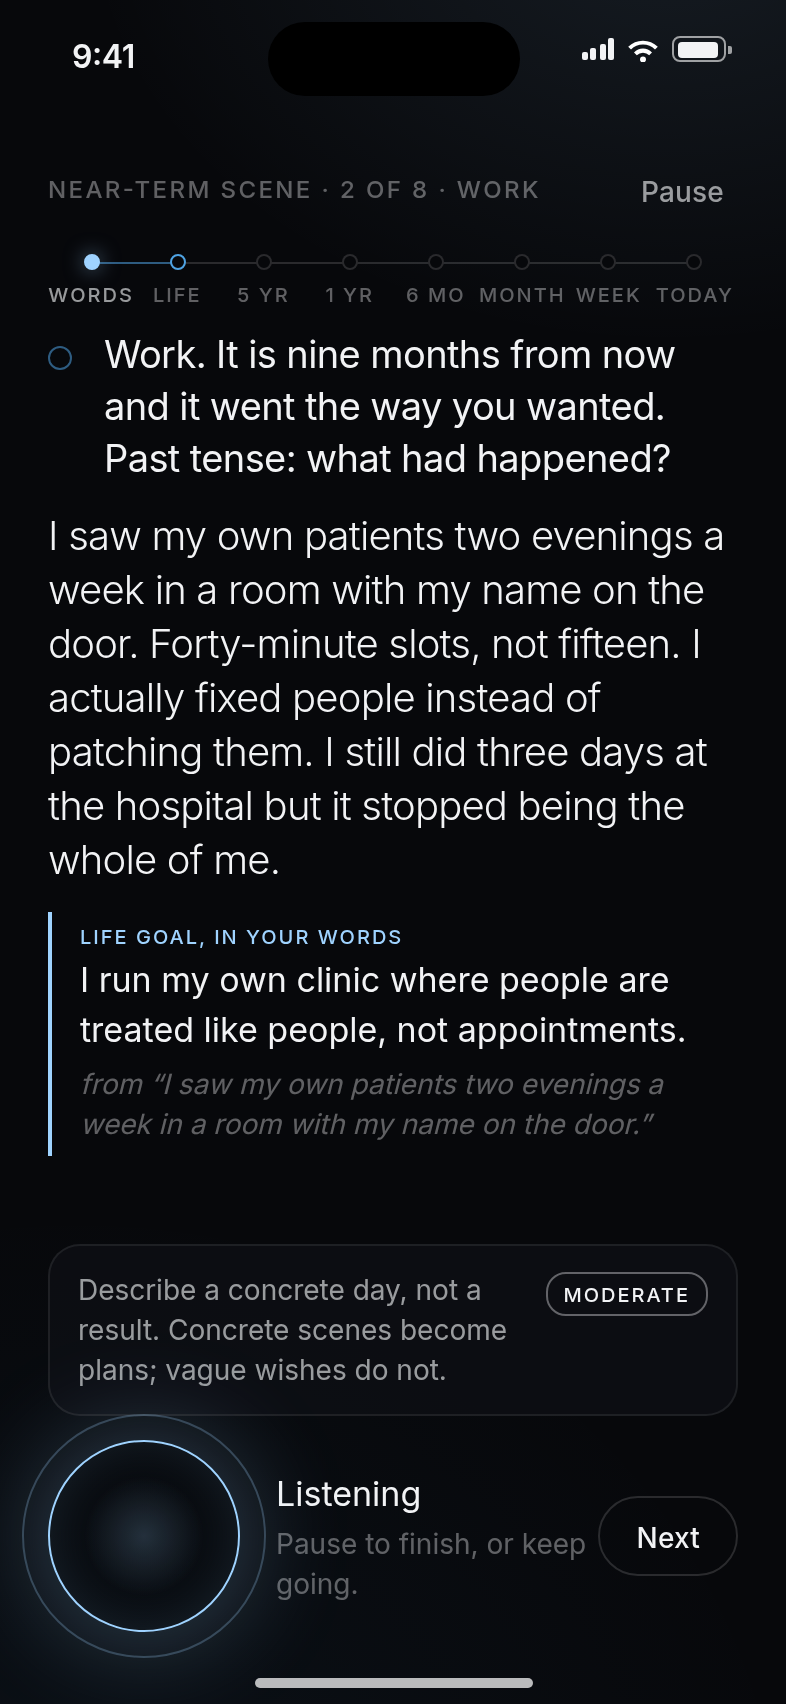 9:41
NEAR-TERM SCENE · 2 OF 8 · WORK
Pause
WORDS LIFE 5 YR 1 YR 6 MO MONTH WEEK TODAY
Work. It is nine months from now
and it went the way you wanted.
Past tense: what had happened?
I saw my own patients two evenings a
week in a room with my name on the
door. Forty-minute slots, not fifteen. I
actually fixed people instead of
patching them. I still did three days at
the hospital but it stopped being the
whole of me.
LIFE GOAL, IN YOUR WORDS
I run my own clinic where people are
treated like people, not appointments.
from “I saw my own patients two evenings a
week in a room with my name on the door.”
Describe a concrete day, not a
result. Concrete scenes become
plans; vague wishes do not.
MODERATE
Listening
Pause to finish, or keep
going.
Next